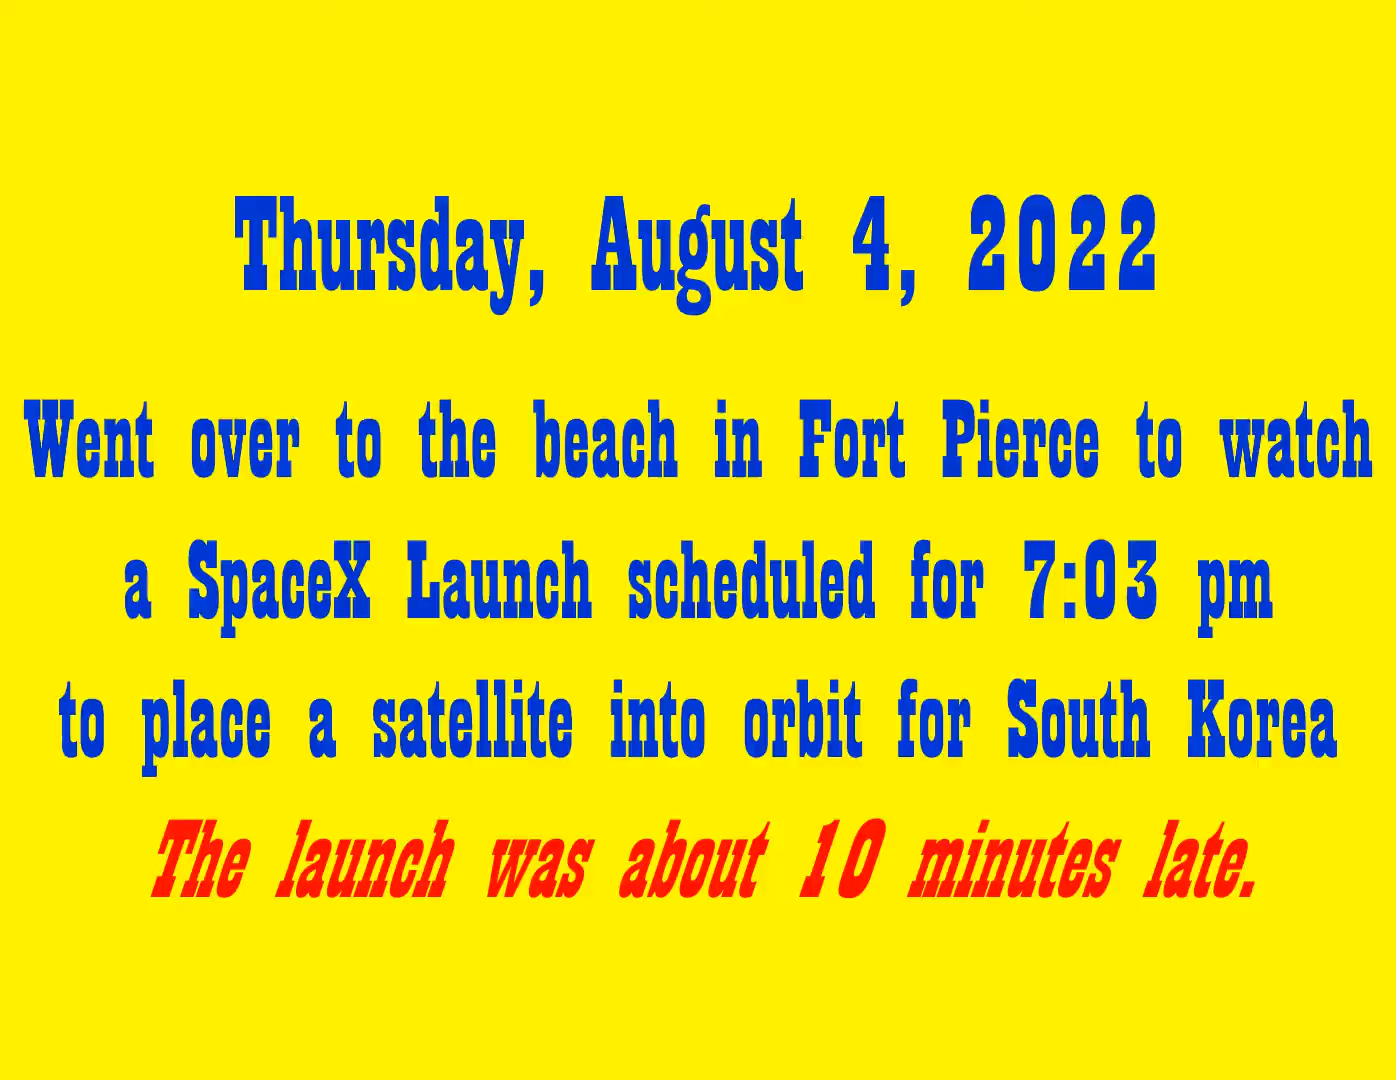 Thursday, August 4, 2022
Went over to the beach in Fort Pierce to watch
a SpaceX Launch scheduled for 7:03 pm
to place a satellite into orbit for South Korea
The launch was about 10 minutes late.